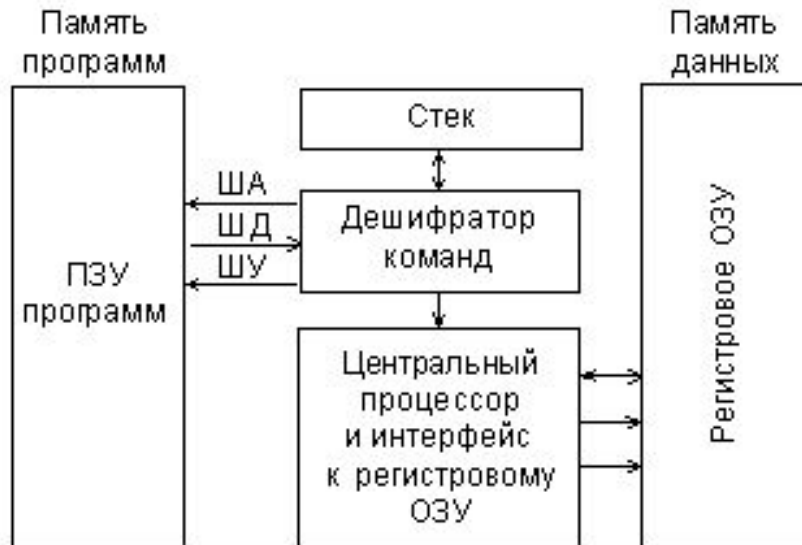 Память
программ
Память
данных
Стек
ША
ШД
ШУ
Дешифратор
команд
ПЗУ
программ
Центральный
процессор
и интерфейс
к регистровому
ОЗУ
Регистровое ОЗУ